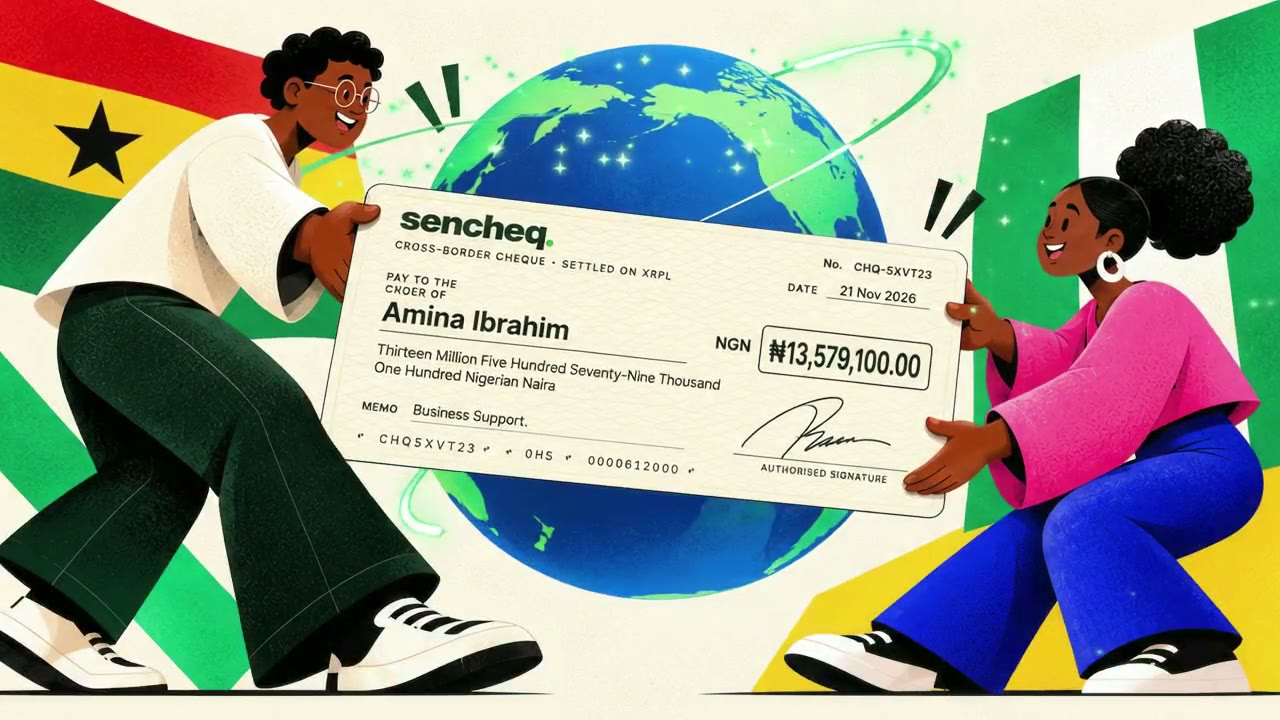 sencheq.
CROSS-BORDER CHEQUE • SETTLED ON XRPL
No. CHQ-5XVT23
DATE 21 Nov 2026
PAY TO THE
CHOER OF
Amina Ibrahim
NGN ₦13,579,100.00
Thirteen Million Five Hundred Seventy-Nine Thousand
One Hundred Nigerian Naira
MEMO Business Support.
CHQ5XVT23 0HS 0000612000
AUTHORISED SIGNATURE